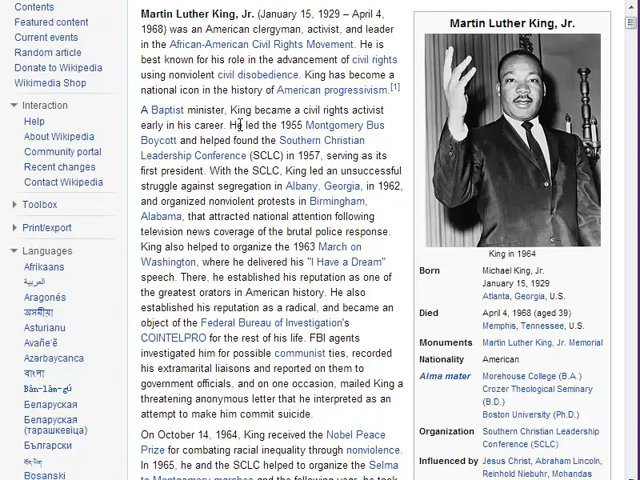 Contents
Featured content
Current events
Random article
Donate to Wikipedia
Wikimedia Shop
Interaction
Help
About Wikipedia
Community portal
Recent changes
Contact Wikipedia
Toolbox
Print/export
Languages
Afrikaans
العربية
Aragonés
অসমীয়া
Asturianu
Avañe'ẽ
Azərbaycanca
বাংলা
Bân-lâm-gú
Беларуская
Беларуская
(тарашкевіца)
Български
Bosanski
Martin Luther King, Jr. (January 15, 1929 – April 4,
1968) was an American clergyman, activist, and leader
in the African-American Civil Rights Movement. He is
best known for his role in the advancement of civil rights
using nonviolent civil disobedience. King has become a
national icon in the history of American progressivism.[1]
A Baptist minister, King became a civil rights activist
early in his career. He led the 1955 Montgomery Bus
Boycott and helped found the Southern Christian
Leadership Conference (SCLC) in 1957, serving as its
first president. With the SCLC, King led an unsuccessful
struggle against segregation in Albany, Georgia, in 1962,
and organized nonviolent protests in Birmingham,
Alabama, that attracted national attention following
television news coverage of the brutal police response.
King also helped to organize the 1963 March on
Washington, where he delivered his "I Have a Dream"
speech. There, he established his reputation as one of
the greatest orators in American history. He also
established his reputation as a radical, and became an
object of the Federal Bureau of Investigation's
COINTELPRO for the rest of his life. FBI agents
investigated him for possible communist ties, recorded
his extramarital liaisons and reported on them to
government officials, and on one occasion, mailed King a
threatening anonymous letter that he interpreted as an
attempt to make him commit suicide.
On October 14, 1964, King received the Nobel Peace
Prize for combating racial inequality through nonviolence.
In 1965, he and the SCLC helped to organize the Selma
to Montgomery marches and the following year, he took
Martin Luther King, Jr.
King in 1964
Born Michael King, Jr.
January 15, 1929
Atlanta, Georgia, U.S.
Died April 4, 1968 (aged 39)
Memphis, Tennessee, U.S.
Monuments Martin Luther King, Jr. Memorial
Nationality American
Alma mater Morehouse College (B.A.)
Crozer Theological Seminary
(B.D.)
Boston University (Ph.D.)
Organization Southern Christian Leadership
Conference (SCLC)
Influenced by Jesus Christ, Abraham Lincoln,
Reinhold Niebuhr, Mohandas